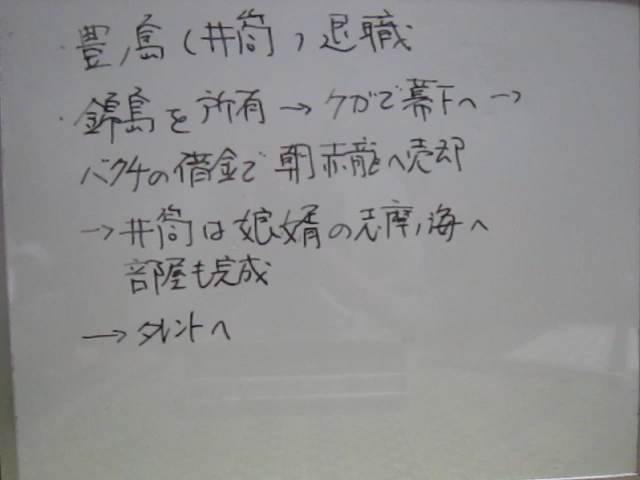 ・豊ノ島(井筒)退職
・錦島を所有→ケガで幕下へ→
バクチの借金で朝赤龍へ売却
→井筒は娘婿の志摩ノ海へ
部屋も完成
→タレントへ